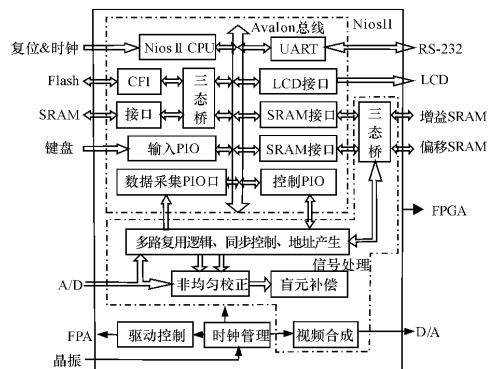 Avalon总线
NiosII
复位&时钟
Nios II CPU
UART
RS-232
Flash
CFI
三态桥
LCD接口
LCD
SRAM
接口
SRAM接口
三态桥
增益SRAM
键盘
输入PIO
SRAM接口
偏移SRAM
数据采集PIO口
控制PIO
FPGA
多路复用逻辑、同步控制、地址产生
信号处理
A/D
非均匀校正
盲元补偿
FPA
驱动控制
时钟管理
视频合成
D/A
晶振